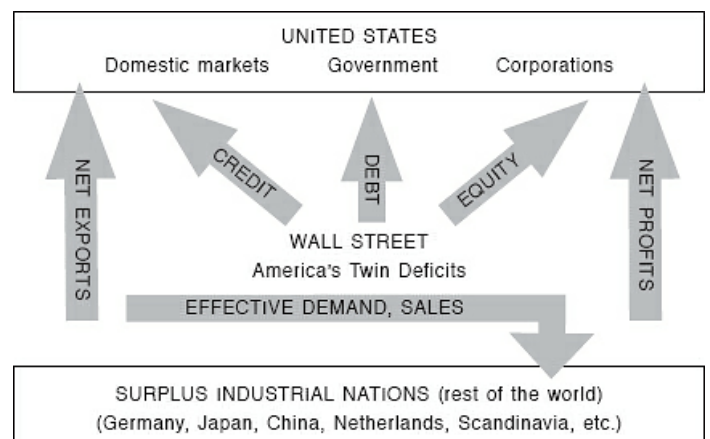 UNITED STATES
Domestic markets Government Corporations
NET EXPORTS
CREDIT
DEBT
EQUITY
NET PROFITS
WALL STREET
America's Twin Deficits
EFFECTIVE DEMAND, SALES
SURPLUS INDUSTRIAL NATIONS (rest of the world)
(Germany, Japan, China, Netherlands, Scandinavia, etc.)